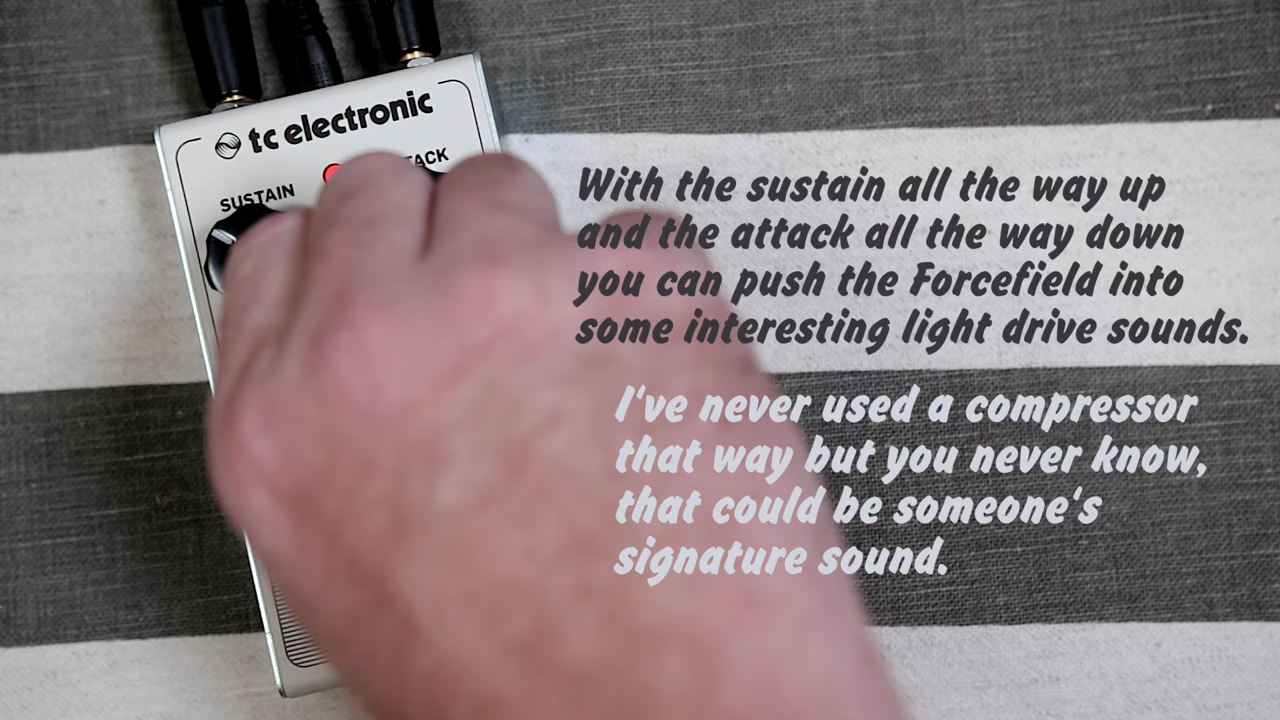 tc electronic
SUSTAIN
With the sustain all the way up
and the attack all the way down
you can push the Forcefield into
some interesting light drive sounds.
I've never used a compressor
that way but you never know,
that could be someone's
signature sound.